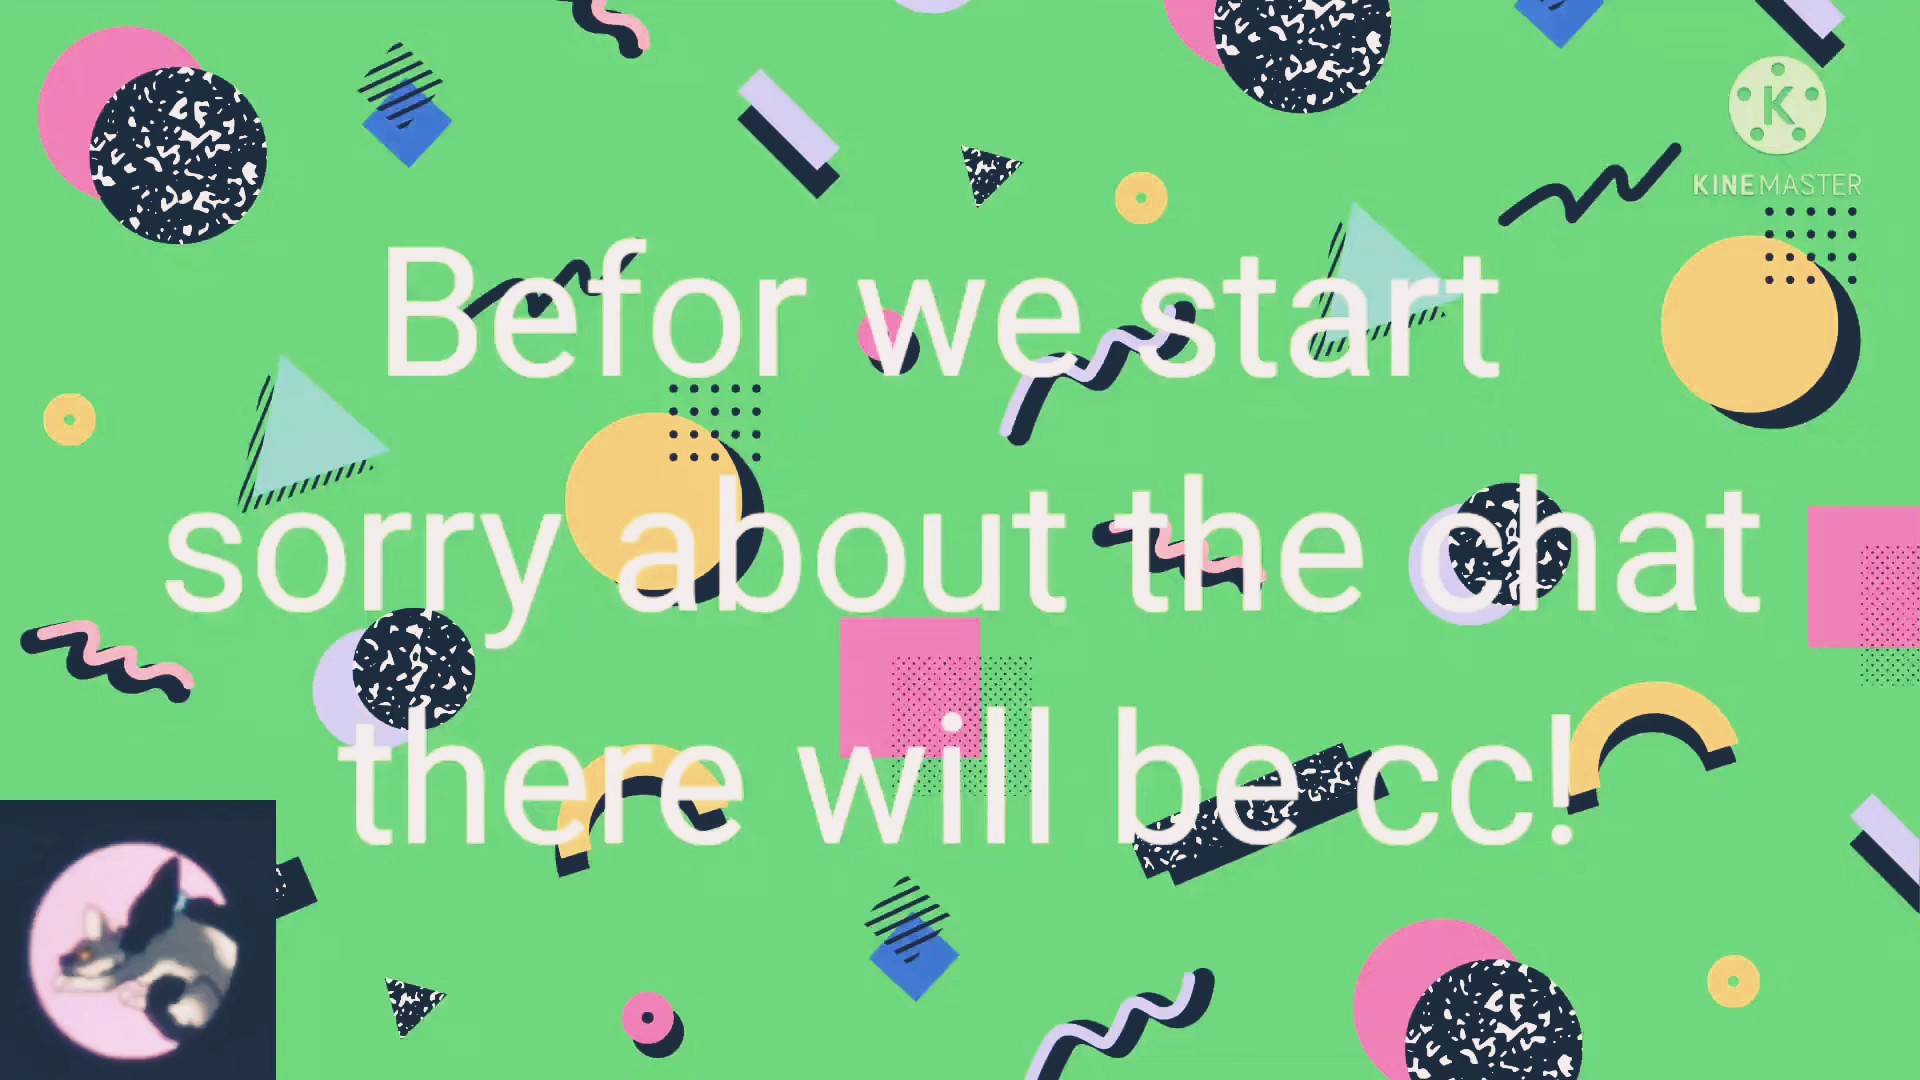 K
KINEMASTER
Befor we start
sorry about the chat
there will be cc!